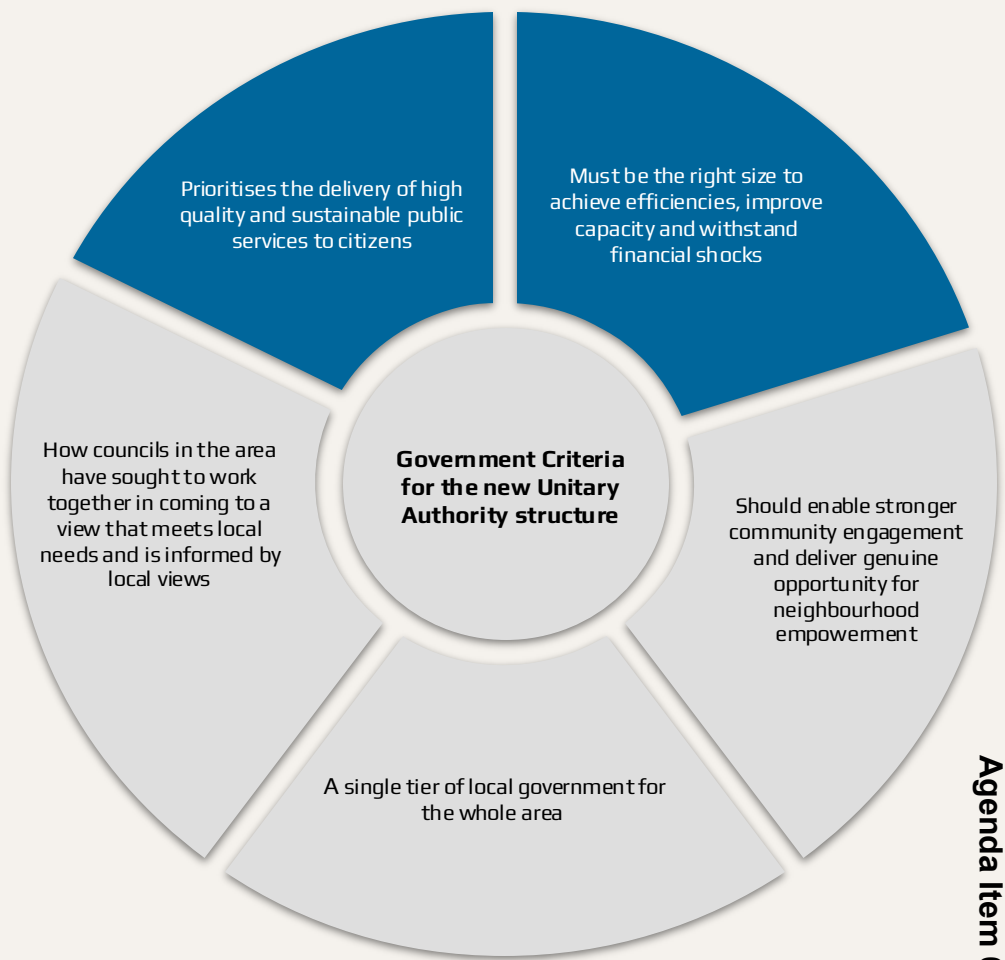 Prioritises the delivery of high
quality and sustainable public
services to citizens
Must be the right size to
achieve efficiencies, improve
capacity and withstand
financial shocks
How councils in the area
have sought to work
together in coming to a
view that meets local
needs and is informed by
local views
Government Criteria
for the new Unitary
Authority structure
Should enable stronger
community engagement
and deliver genuine
opportunity for
neighbourhood
empowerment
A single tier of local government for
the whole area
Agenda Item